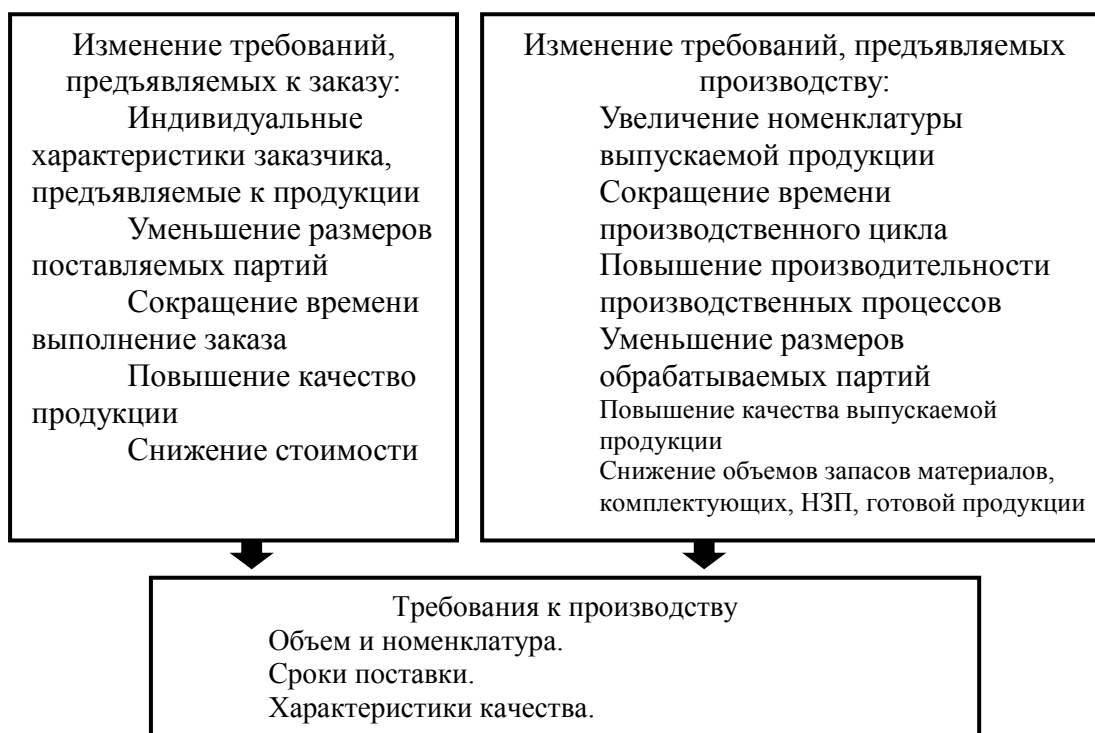 Изменение требований,
предъявляемых к заказу:
Индивидуальные
характеристики заказчика,
предъявляемые к продукции
Уменьшение размеров
поставляемых партий
Сокращение времени
выполнение заказа
Повышение качество
продукции
Снижение стоимости
Изменение требований, предъявляемых
производству:
Увеличение номенклатуры
выпускаемой продукции
Сокращение времени
производственного цикла
Повышение производительности
производственных процессов
Уменьшение размеров
обрабатываемых партий
Повышение качества выпускаемой
продукции
Снижение объемов запасов материалов,
комплектующих, НЗП, готовой продукции
Требования к производству
Объем и номенклатура.
Сроки поставки.
Характеристики качества.